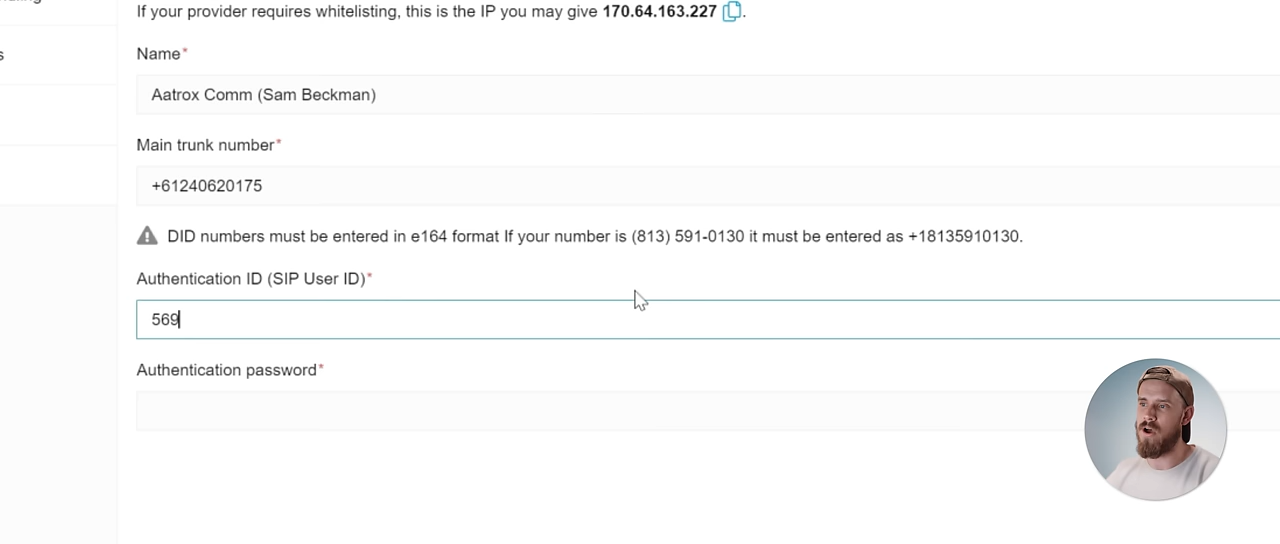 If your provider requires whitelisting, this is the IP you may give 170.64.163.227.
Name*
Aatrox Comm (Sam Beckman)
Main trunk number*
+61240620175
DID numbers must be entered in e164 format If your number is (813) 591-0130 it must be entered as +18135910130.
Authentication ID (SIP User ID)*
569
Authentication password*